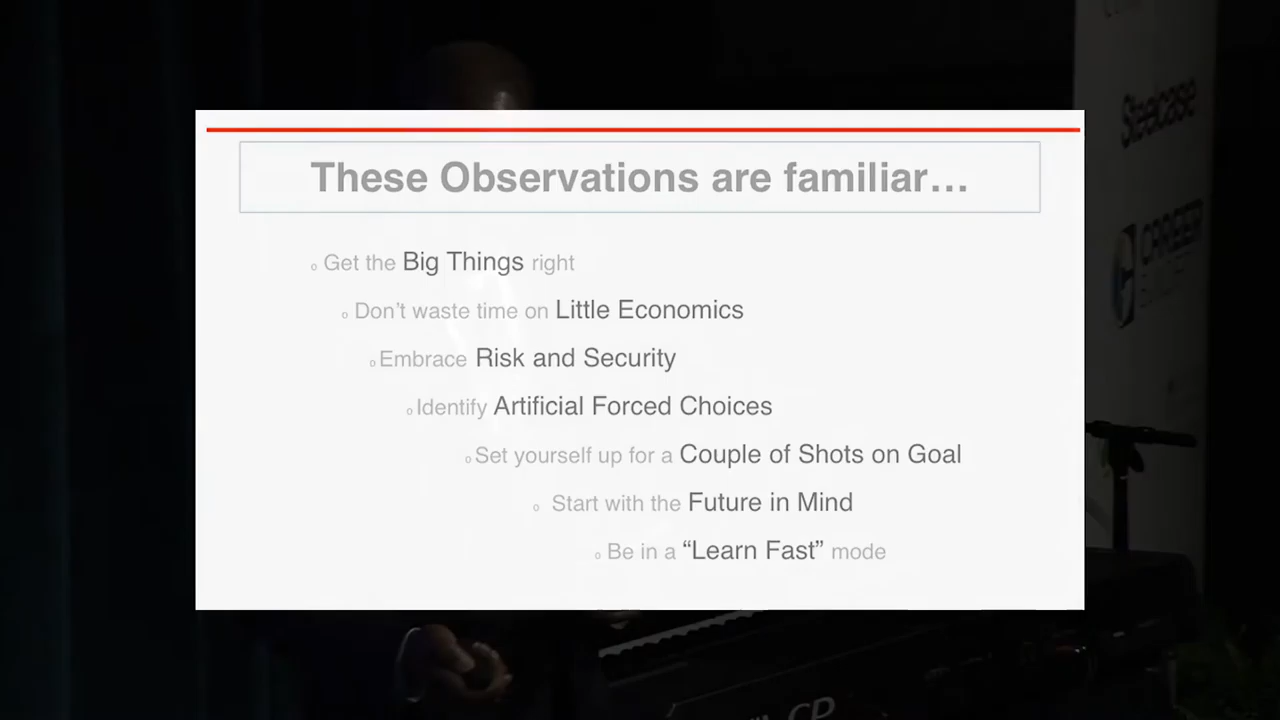 These Observations are familiar…
Get the Big Things right
Don't waste time on Little Economics
Embrace Risk and Security
Identify Artificial Forced Choices
Set yourself up for a Couple of Shots on Goal
Start with the Future in Mind
Be in a “Learn Fast” mode
Steelcase
CAREER
CP